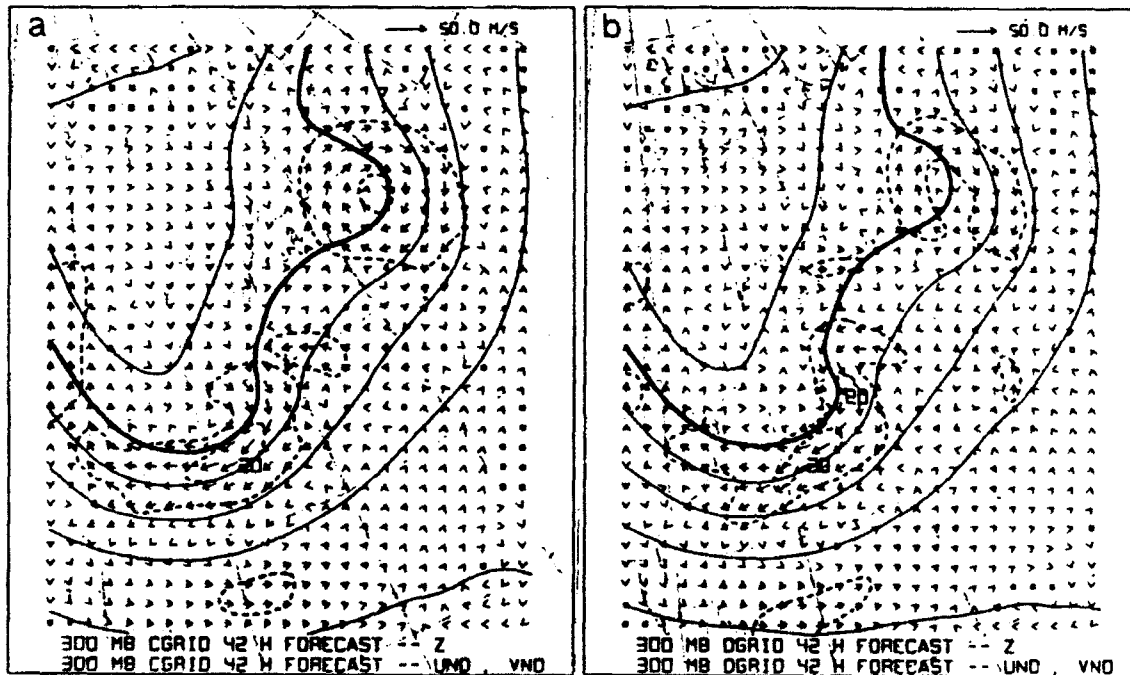 a
50.0 M/S
20
300 MB CGRID 42 H FORECAST -- Z
300 MB CGRID 42 H FORECAST -- UND , VND
b
50.0 M/S
20
20
300 MB DGRID 42 H FORECAST -- Z
300 MB DGRID 42 H FORECAST -- UND , VND